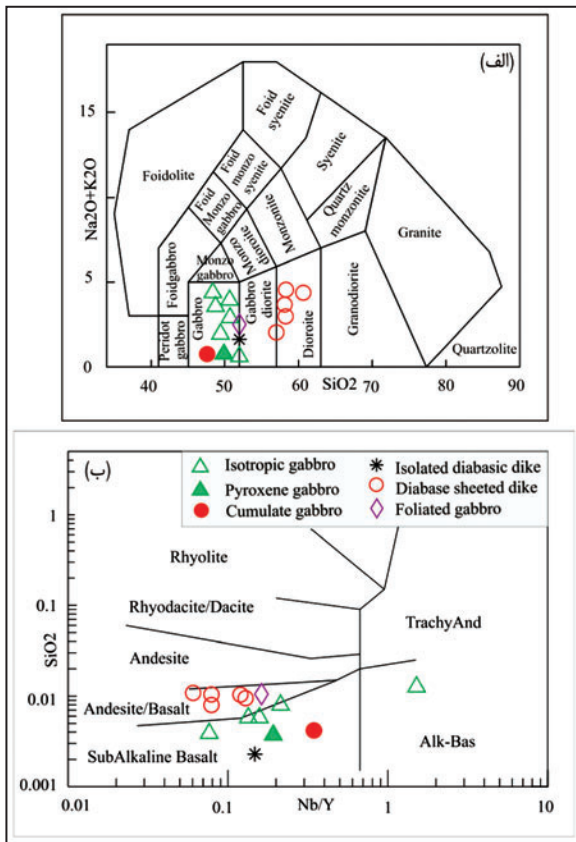 (الف)
Na2O+K2O
15
5
0
Foidolite
Foid
syenite
Foid
monzo
syenite
Foid
Monzo
gabbro
Syenite
Quartz
monzonite
Monzonite
Monzo
dioroite
Monzo
gabbro
Foidgabbro
Peridot
gabbro
Gabbro
Gabbro
diorite
Dioroite
Granodiorite
Granite
Quartzolite
40
50
60
70
80
90
SiO2
(ب)
Isotropic gabbro
Pyroxene gabbro
Cumulate gabbro
Isolated diabasic dike
Diabase sheeted dike
Foliated gabbro
SiO2
1
0.1
0.01
0.001
Rhyolite
Rhyodacite/Dacite
Andesite
Andesite/Basalt
SubAlkaline Basalt
TrachyAnd
Alk-Bas
0.01
0.1
Nb/Y
1
10